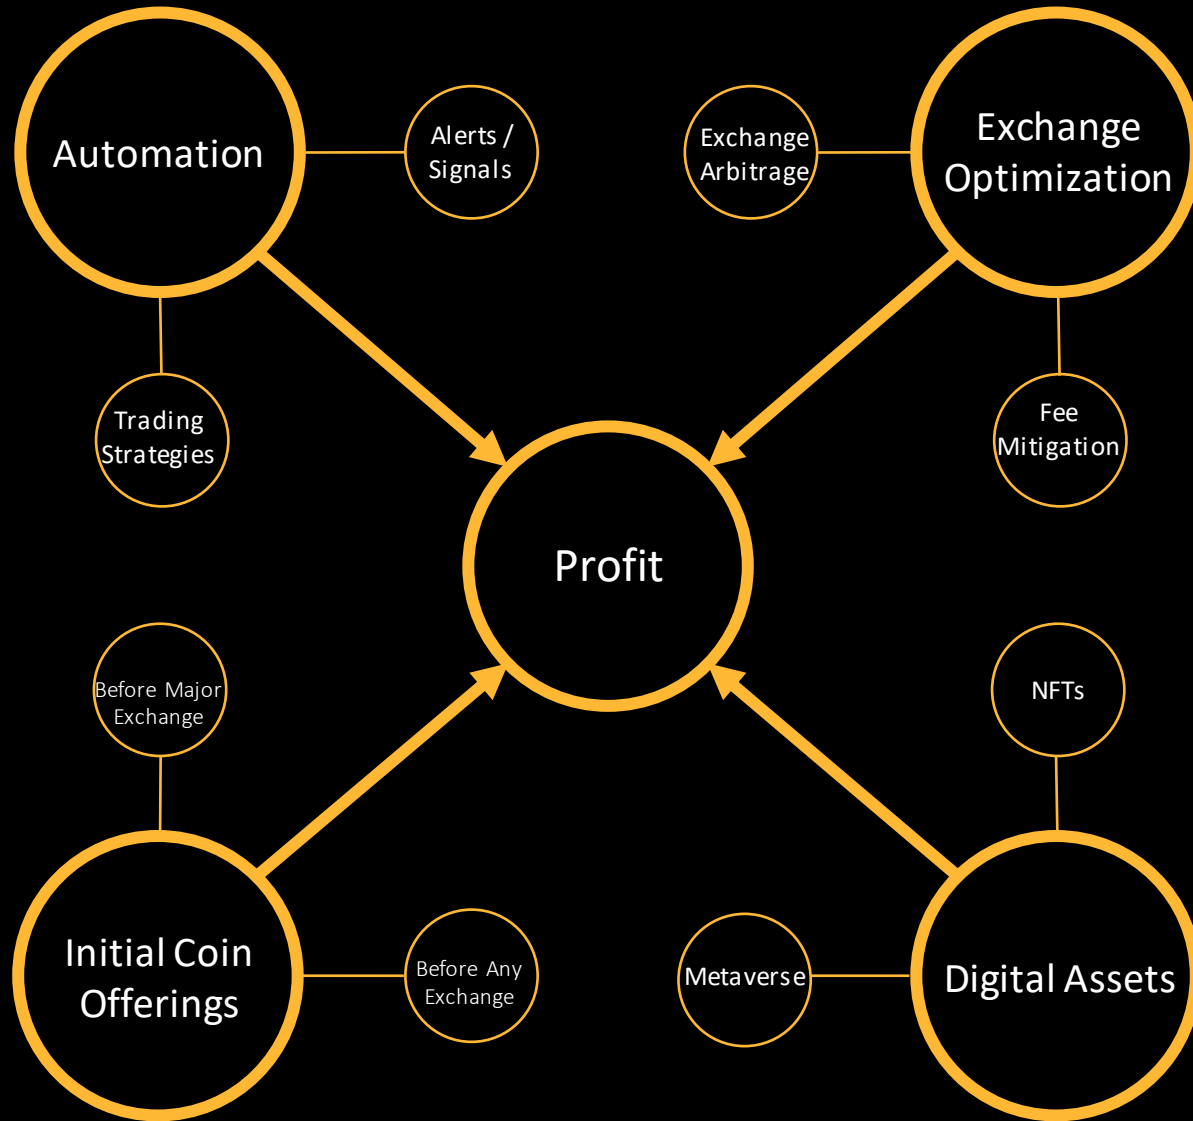 Automation
Alerts /
Signals
Exchange
Arbitrage
Exchange
Optimization
Trading
Strategies
Fee
Mitigation
Profit
Before Major
Exchange
NFTs
Initial Coin
Offerings
Before Any
Exchange
Metaverse
Digital Assets